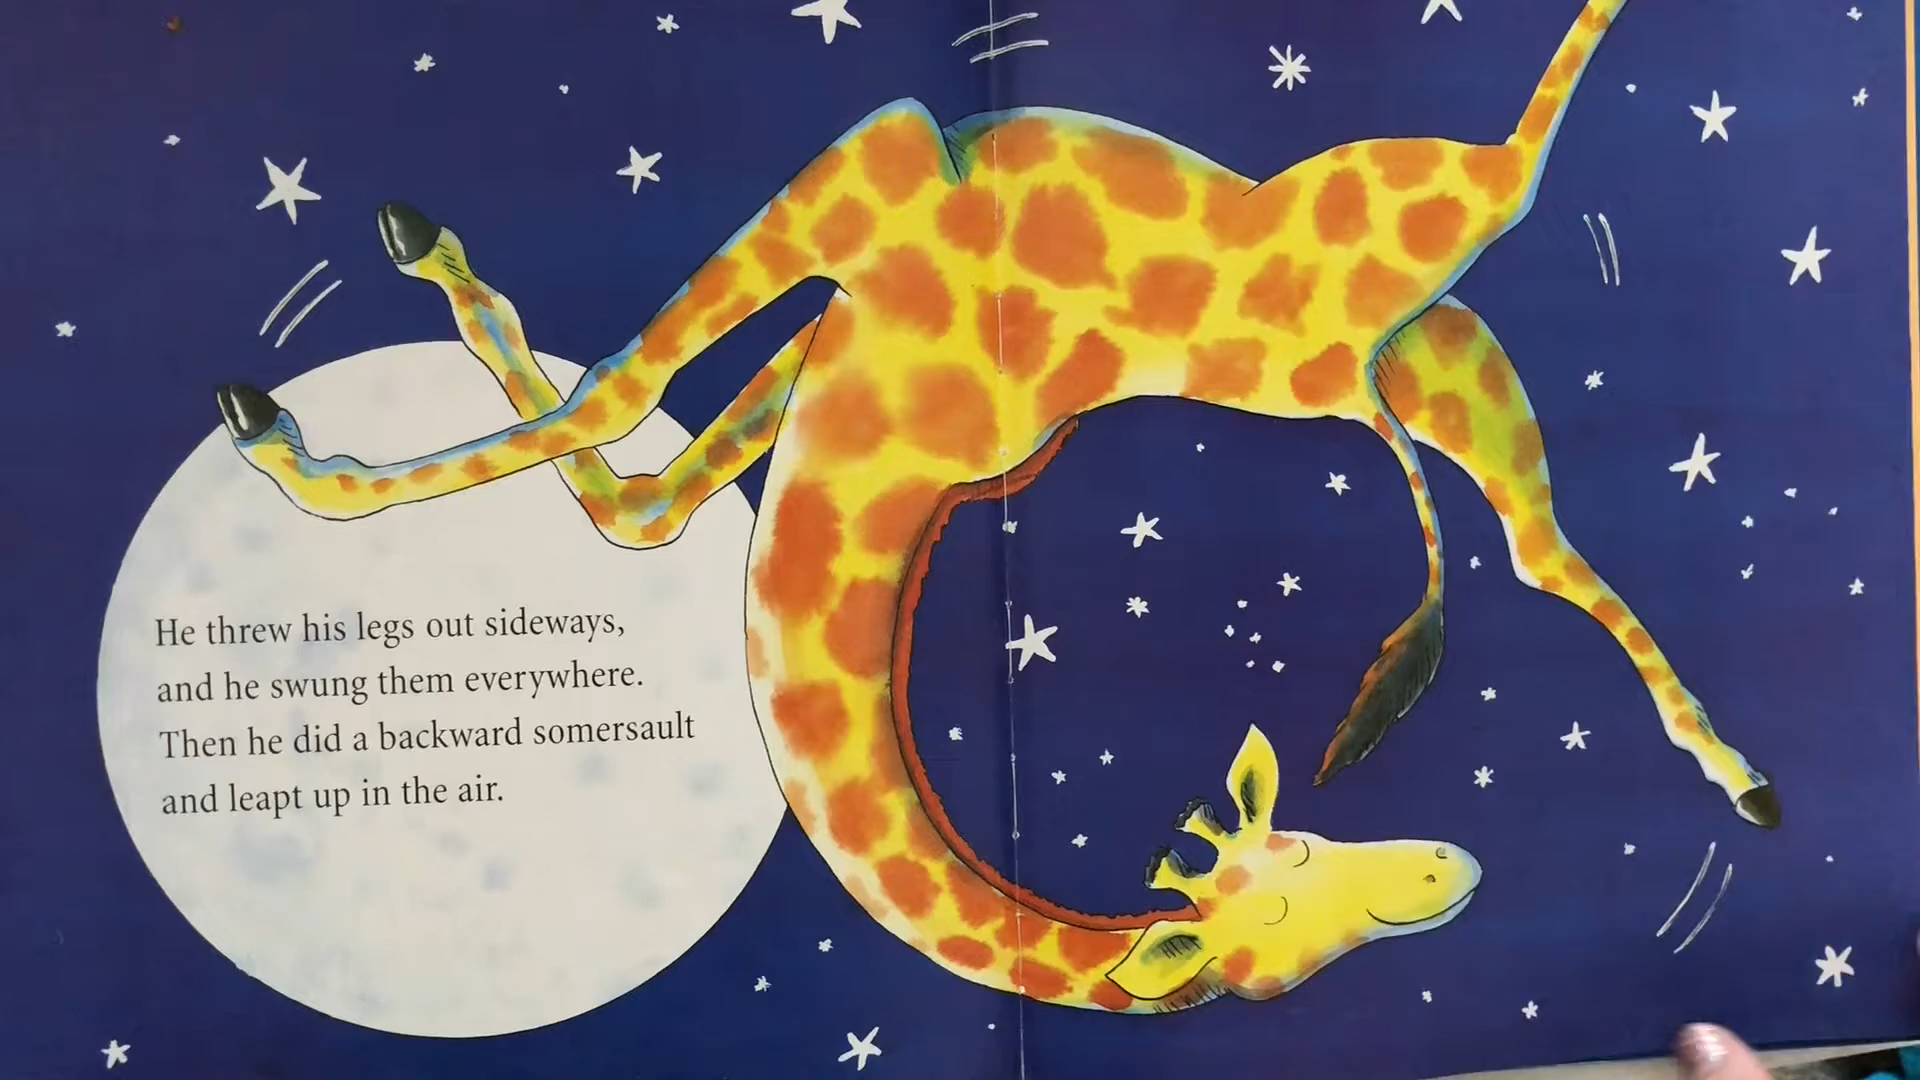 He threw his legs out sideways,
and he swung them everywhere.
Then he did a backward somersault
and leapt up in the air.